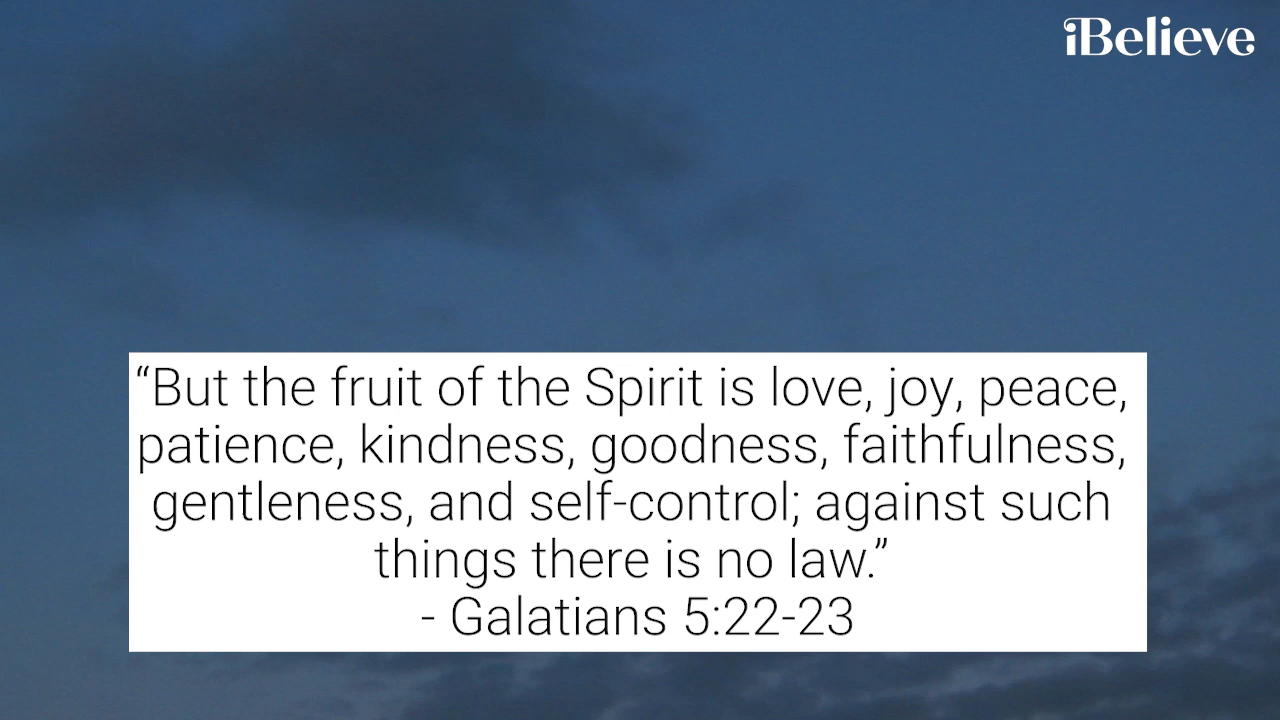 iBelieve
“But the fruit of the Spirit is love, joy, peace,
patience, kindness, goodness, faithfulness,
gentleness, and self-control; against such
things there is no law.”
- Galatians 5:22-23